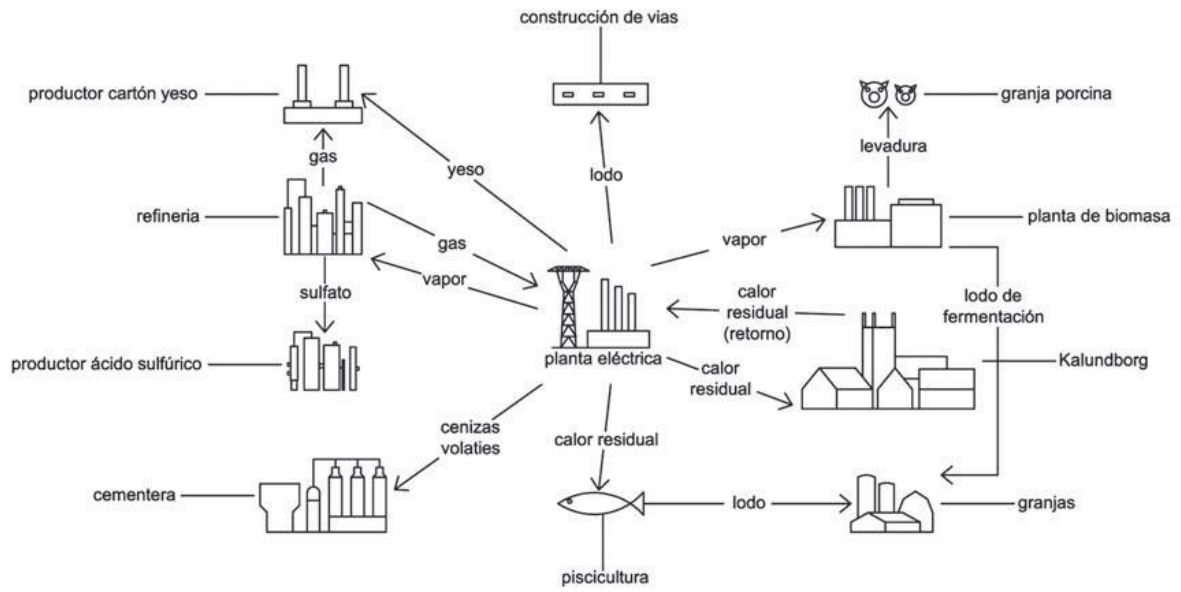 construcción de vias
productor cartón yeso
granja porcina
gas
yeso
lodo
levadura
refineria
gas
vapor
planta de biomasa
vapor
sulfato
calor
residual
(retorno)
lodo de
fermentación
productor ácido sulfúrico
planta eléctrica
calor
residual
Kalundborg
cenizas
volaties
calor residual
cementera
lodo
granjas
piscicultura